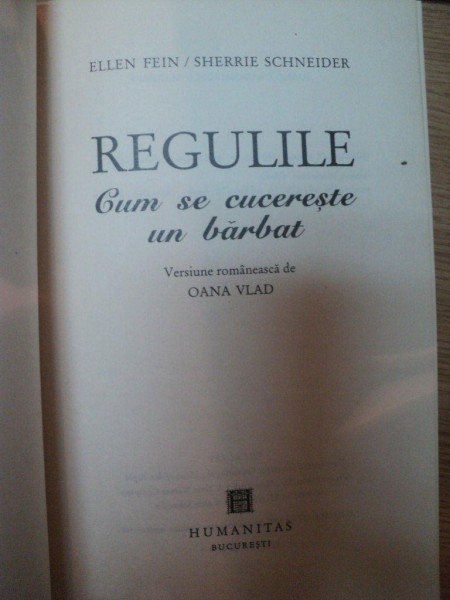 ELLEN FEIN / SHERRIE SCHNEIDER
REGULILE
Cum se cucerește
un bărbat
Versiune românească de
OANA VLAD
HUMANITAS
BUCUREȘTI